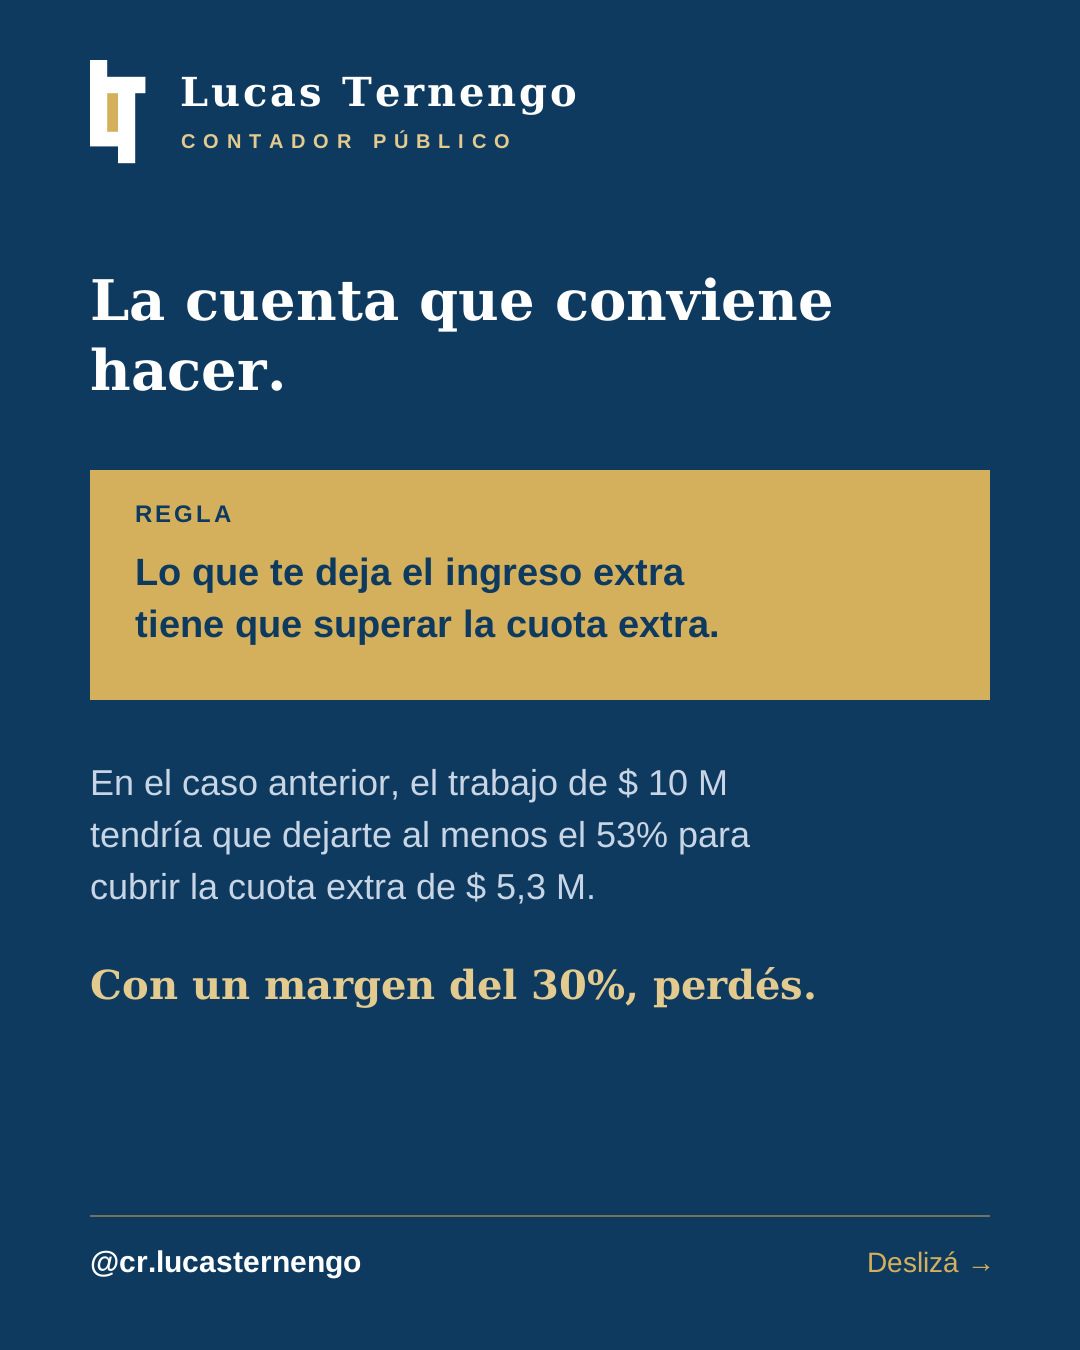 Lucas Ternengo
CONTADOR PÚBLICO
La cuenta que conviene
hacer.
REGLA
Lo que te deja el ingreso extra
tiene que superar la cuota extra.
En el caso anterior, el trabajo de $ 10 M
tendría que dejarte al menos el 53% para
cubrir la cuota extra de $ 5,3 M.
Con un margen del 30%, perdés.
@cr.lucasternengo
Deslizá →